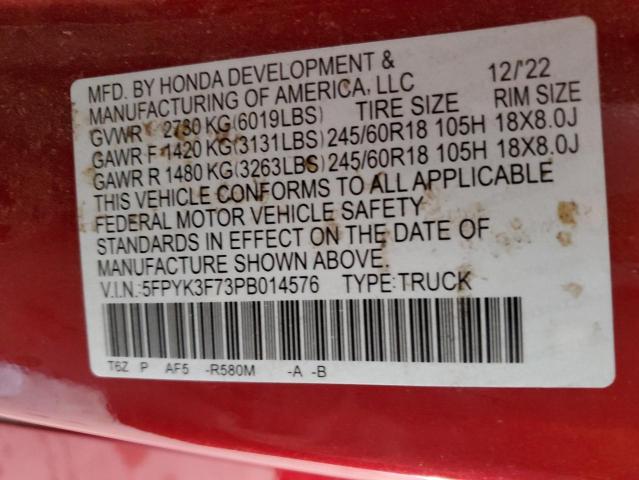 MFD. BY HONDA DEVELOPMENT &
MANUFACTURING OF AMERICA, LLC 12/'22
GVWR 2730 KG(6019LBS) TIRE SIZE RIM SIZE
GAWR F 1420 KG(3131LBS) 245/60R18 105H 18X8.0J
GAWR R 1480 KG(3263LBS) 245/60R18 105H 18X8.0J
THIS VEHICLE CONFORMS TO ALL APPLICABLE
FEDERAL MOTOR VEHICLE SAFETY
STANDARDS IN EFFECT ON THE DATE OF
MANUFACTURE SHOWN ABOVE.
V.I.N.:5FPYK3F73PB014576 TYPE:TRUCK
T6Z P AF5 -R580M -A -B